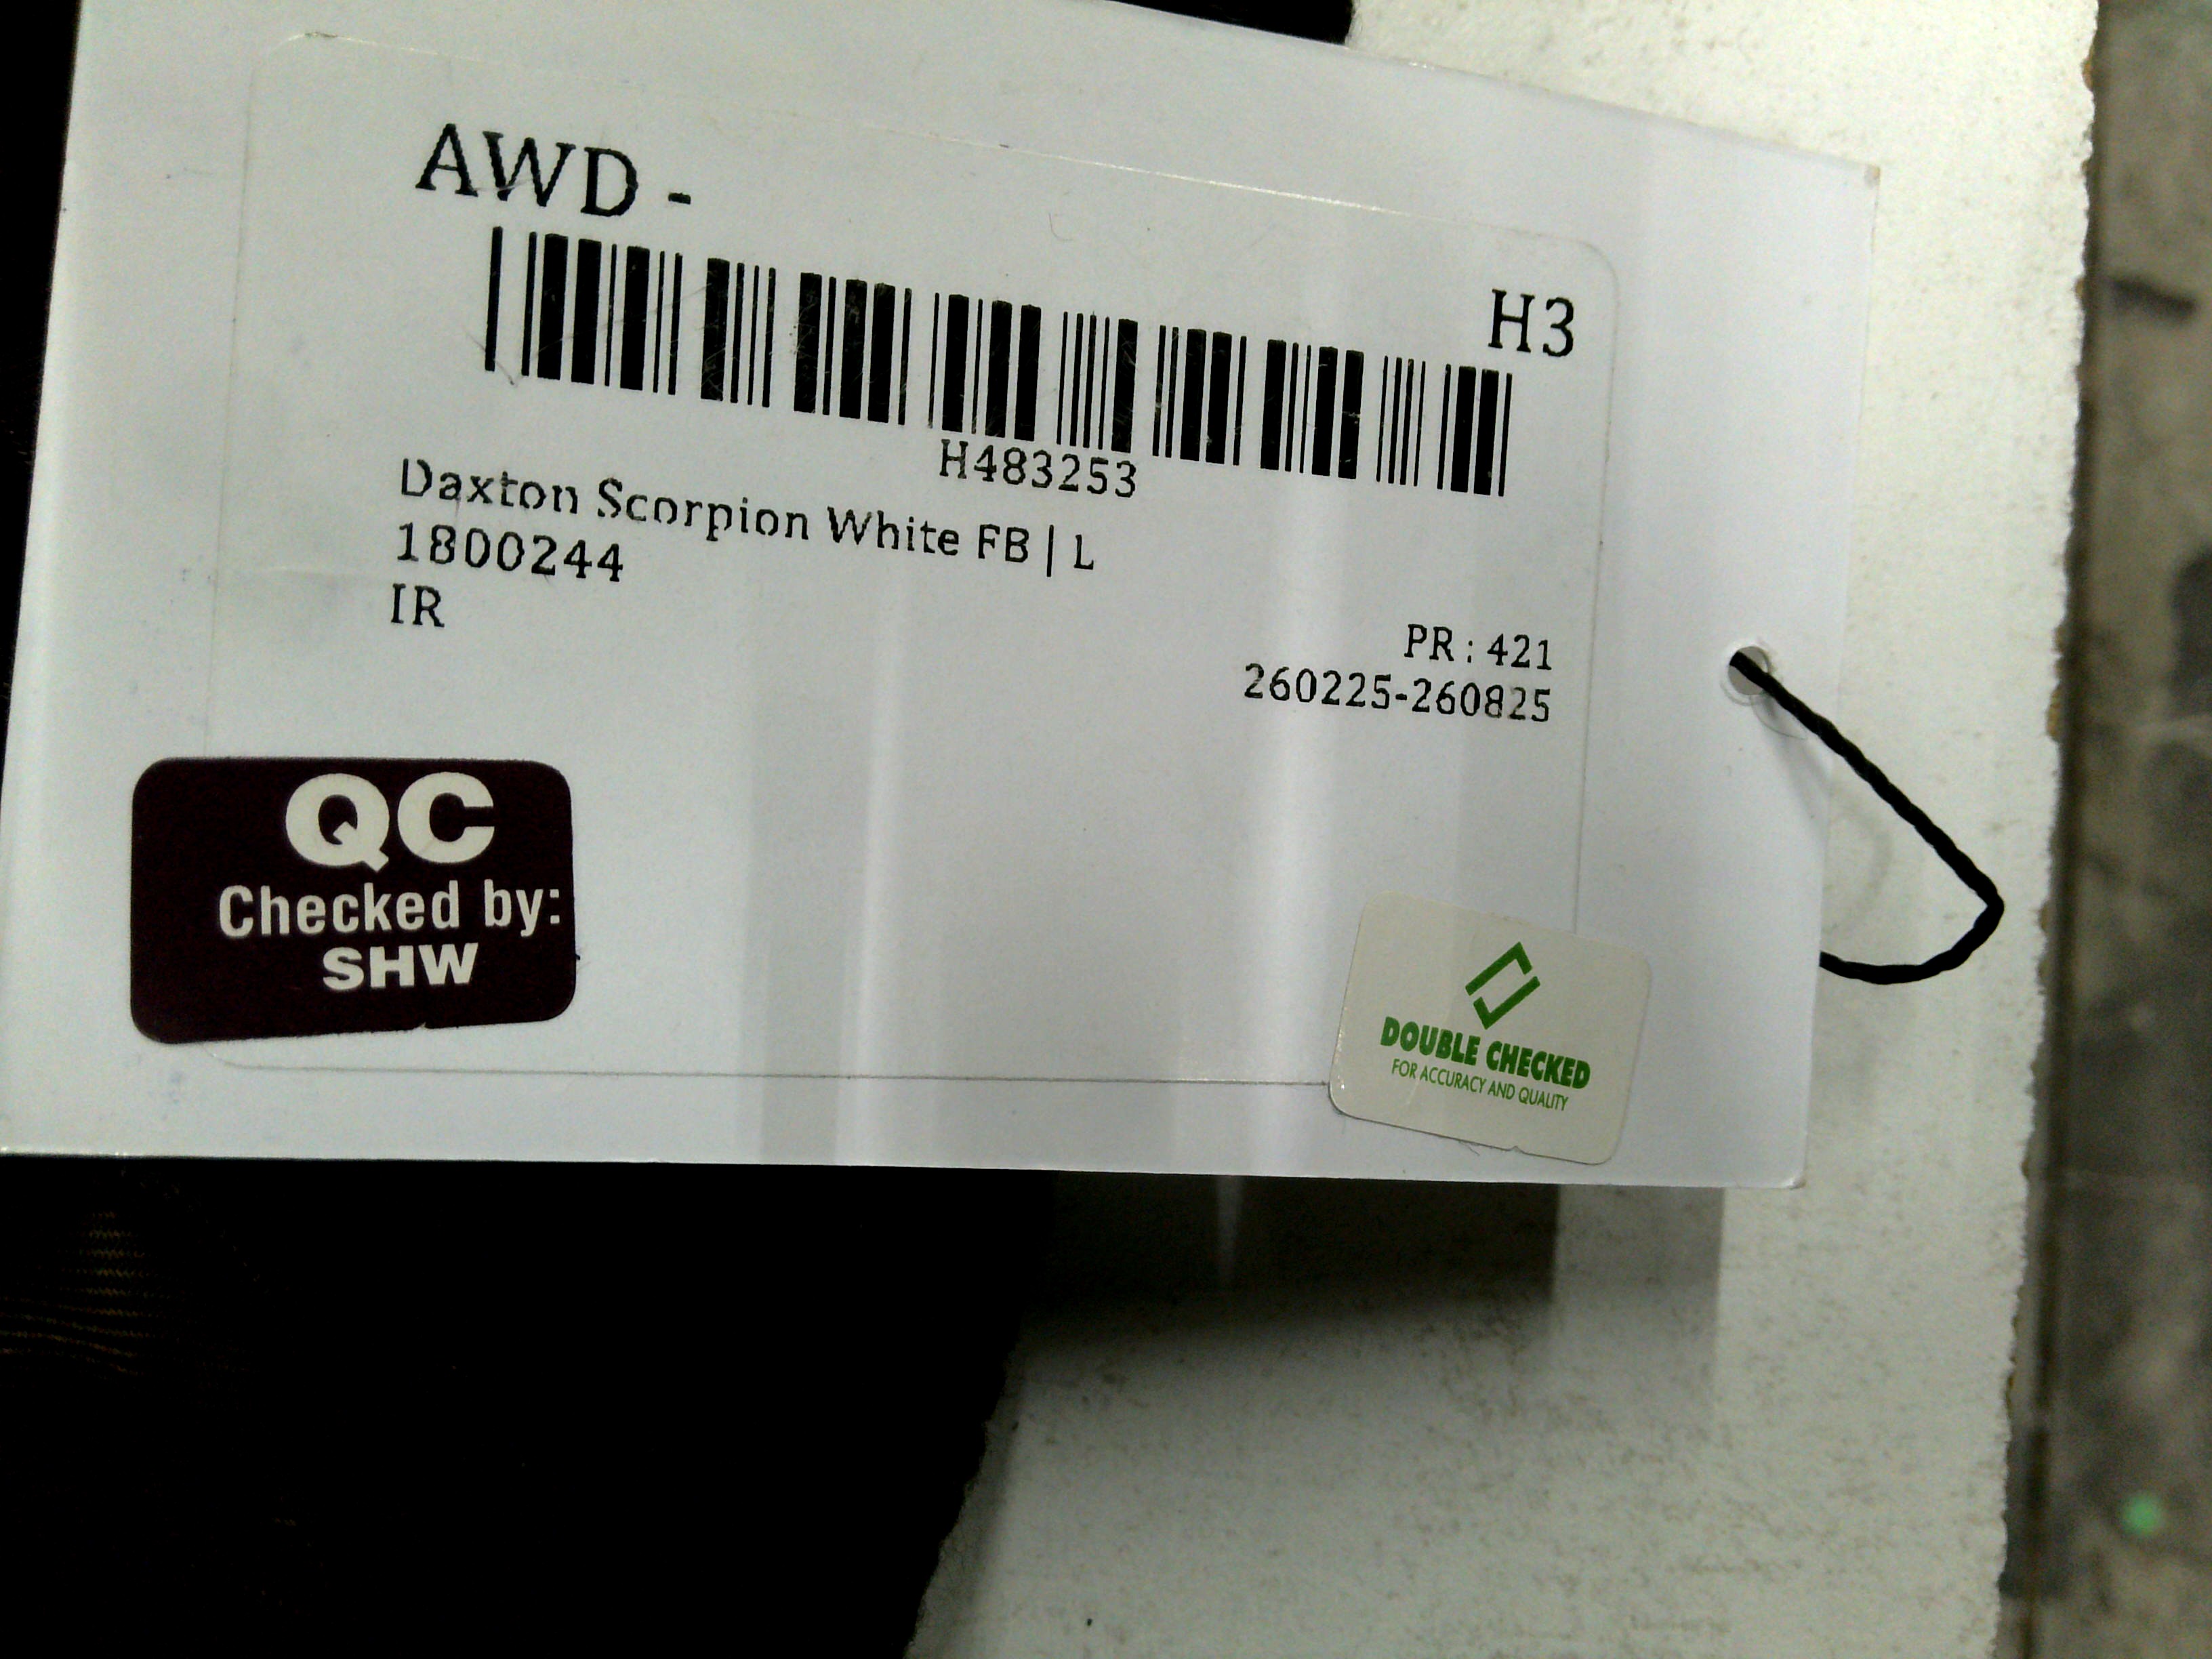 AWD -
H3
H483253
Daxton Scorpion White FB | L
1800244
IR
PR : 421
260225-260825
QC
Checked by:
SHW
DOUBLE CHECKED
FOR ACCURACY AND QUALITY